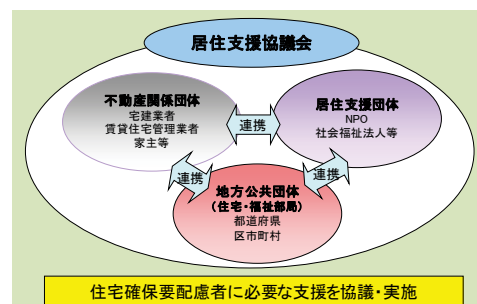 居住支援協議会
不動産関係団体
宅建業者
賃貸住宅管理業者
家主等
連携
居住支援団体
NPO
社会福祉法人等
連携
連携
地方公共団体
(住宅・福祉部局)
都道府県
区市町村
住宅確保要配慮者に必要な支援を協議・実施